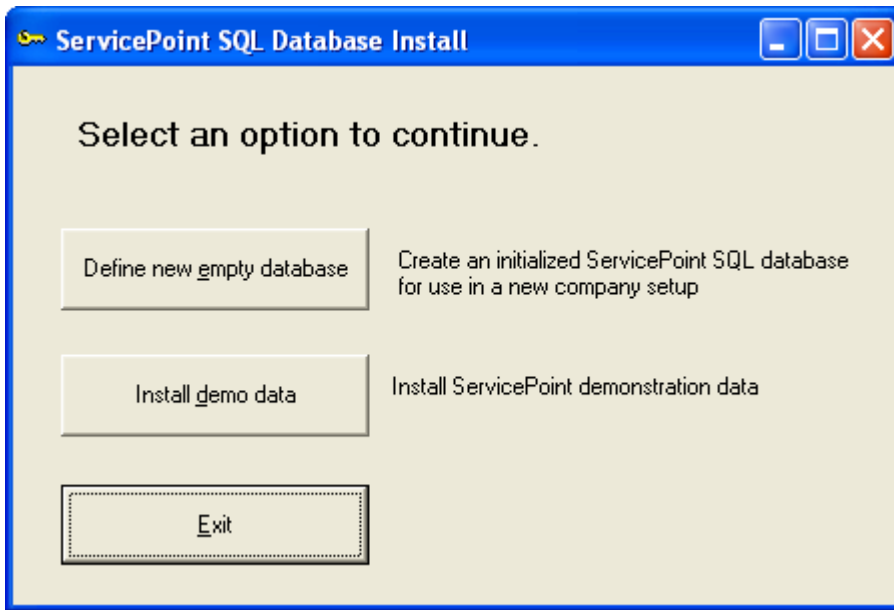 ServicePoint SQL Database Install
Select an option to continue.
Define new empty database
Create an initialized ServicePoint SQL database
for use in a new company setup
Install demo data
Install ServicePoint demonstration data
Exit